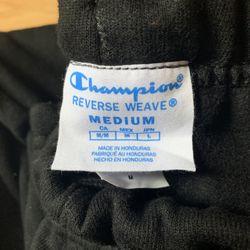 Champion
REVERSE WEAVE®
MEDIUM
CA MEX JPN
M/M M L
MADE IN HONDURAS
FABRIQUÉ AU HONDURAS
HECHO EN HONDURAS